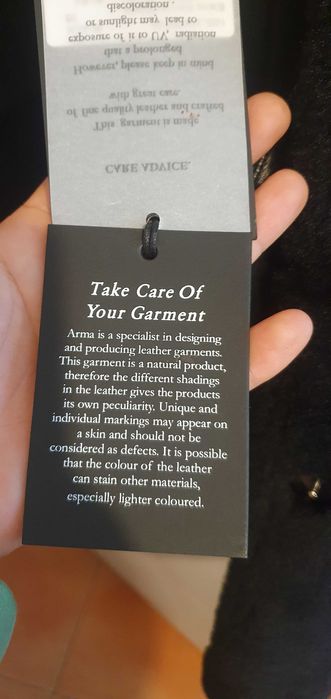 CARE ADVICE.
This garment is made
of fine quality leather and crafted
with great care.
However, please keep in mind
that a prolonged
exposure of it to UV, radiation
or sunlight may lead to
discoloration.
Take Care Of
Your Garment
Arma is a specialist in designing
and producing leather garments.
This garment is a natural product,
therefore the different shadings
in the leather gives the products
its own peculiarity. Unique and
individual markings may appear on
a skin and should not be
considered as defects. It is possible
that the colour of the leather
can stain other materials,
especially lighter coloured.